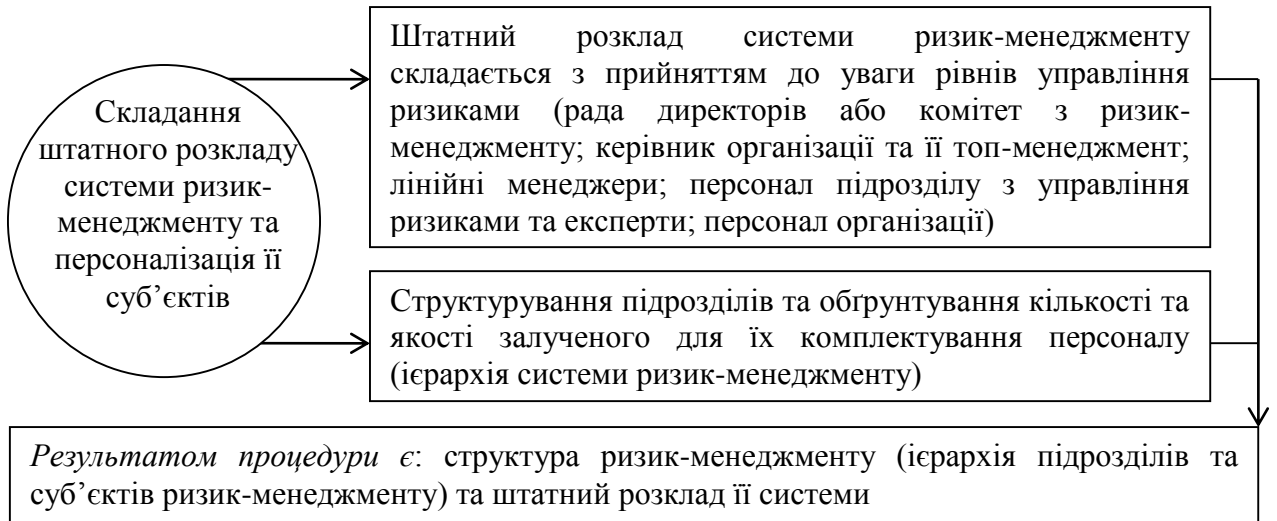 Складання
штатного розкладу
системи ризик-
менеджменту та
персоналізація її
суб’єктів
Штатний розклад системи ризик-менеджменту
складається з прийняттям до уваги рівнів управління
ризиками (рада директорів або комітет з ризик-
менеджменту; керівник організації та її топ-менеджмент;
лінійні менеджери; персонал підрозділу з управління
ризиками та експерти; персонал організації)
Структурування підрозділів та обґрунтування кількості та
якості залученого для їх комплектування персоналу
(ієрархія системи ризик-менеджменту)
Результатом процедури є: структура ризик-менеджменту (ієрархія підрозділів та
суб’єктів ризик-менеджменту) та штатний розклад її системи